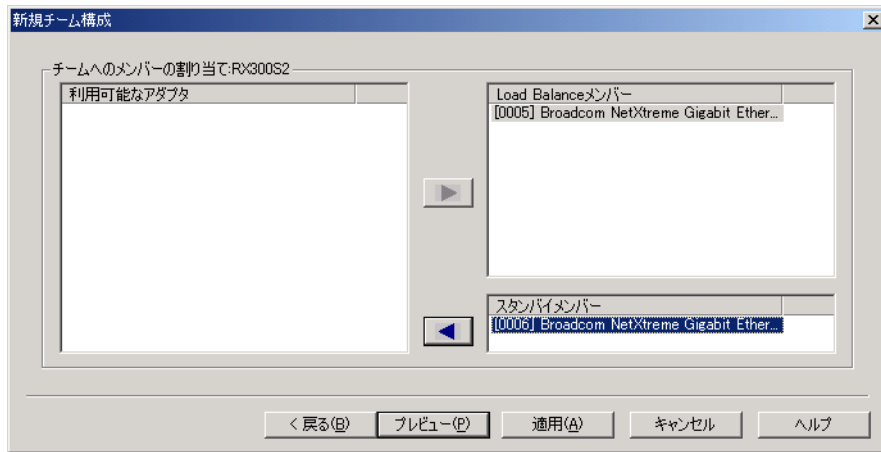 新規チーム構成
チームへのメンバーの割り当て:RX300S2
利用可能なアダプタ
Load Balanceメンバー
[0005] Broadcom NetXtreme Gigabit Ether...
スタンバイメンバー
[0006] Broadcom NetXtreme Gigabit Ether...
< 戻る(B)
プレビュー(P)
適用(A)
キャンセル
ヘルプ